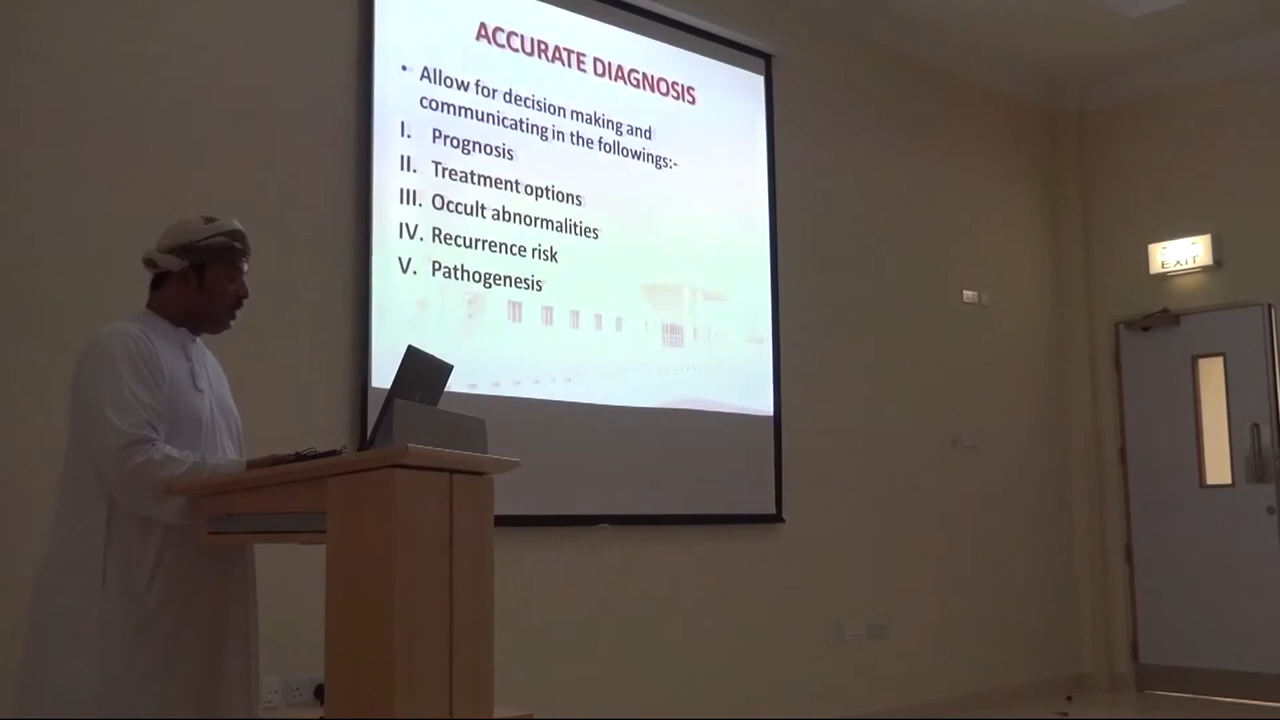 ACCURATE DIAGNOSIS
• Allow for decision making and
communicating in the followings:-
I. Prognosis
II. Treatment options
III. Occult abnormalities
IV. Recurrence risk
V. Pathogenesis
EXIT